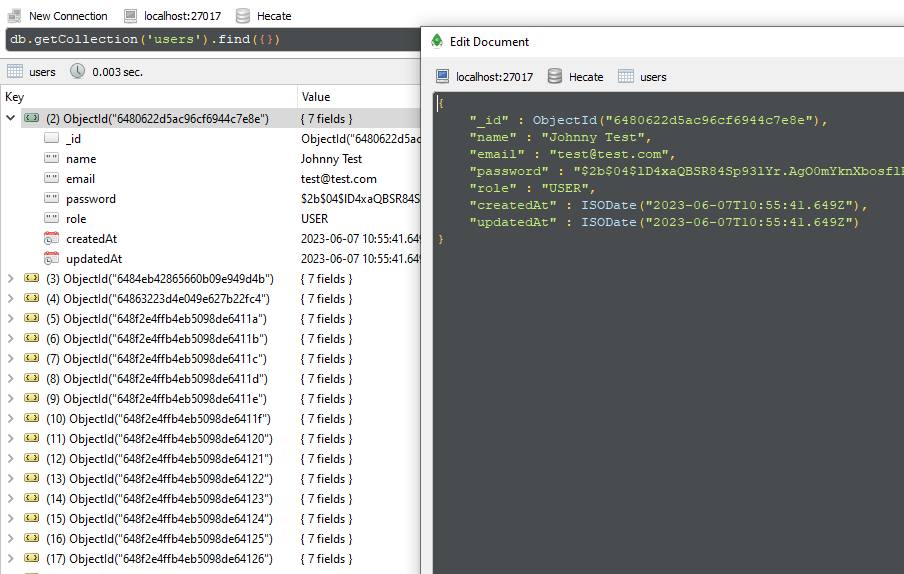 New Connection localhost:27017 Hecate
db.getCollection('users').find({})
users 0.003 sec.
Key Value
(2) ObjectId("6480622d5ac96cf6944c7e8e") { 7 fields }
_id ObjectId("6480622d5ac
name Johnny Test
email test@test.com
password $2b$04$lD4xaQBSR84S
role USER
createdAt 2023-06-07 10:55:41.649
updatedAt 2023-06-07 10:55:41.649
(3) ObjectId("6484eb42865660b09e949d4b") { 7 fields }
(4) ObjectId("64863223d4e049e627b22fc4") { 7 fields }
(5) ObjectId("648f2e4ffb4eb5098de6411a") { 7 fields }
(6) ObjectId("648f2e4ffb4eb5098de6411b") { 7 fields }
(7) ObjectId("648f2e4ffb4eb5098de6411c") { 7 fields }
(8) ObjectId("648f2e4ffb4eb5098de6411d") { 7 fields }
(9) ObjectId("648f2e4ffb4eb5098de6411e") { 7 fields }
(10) ObjectId("648f2e4ffb4eb5098de6411f") { 7 fields }
(11) ObjectId("648f2e4ffb4eb5098de64120") { 7 fields }
(12) ObjectId("648f2e4ffb4eb5098de64121") { 7 fields }
(13) ObjectId("648f2e4ffb4eb5098de64122") { 7 fields }
(14) ObjectId("648f2e4ffb4eb5098de64123") { 7 fields }
(15) ObjectId("648f2e4ffb4eb5098de64124") { 7 fields }
(16) ObjectId("648f2e4ffb4eb5098de64125") { 7 fields }
(17) ObjectId("648f2e4ffb4eb5098de64126") { 7 fields }
Edit Document
localhost:27017 Hecate users
{
"_id" : ObjectId("6480622d5ac96cf6944c7e8e"),
"name" : "Johnny Test",
"email" : "test@test.com",
"password" : "$2b$04$lD4xaQBSR84Sp93lYr.AgO0mYknXbosfl
"role" : "USER",
"createdAt" : ISODate("2023-06-07T10:55:41.649Z"),
"updatedAt" : ISODate("2023-06-07T10:55:41.649Z")
}